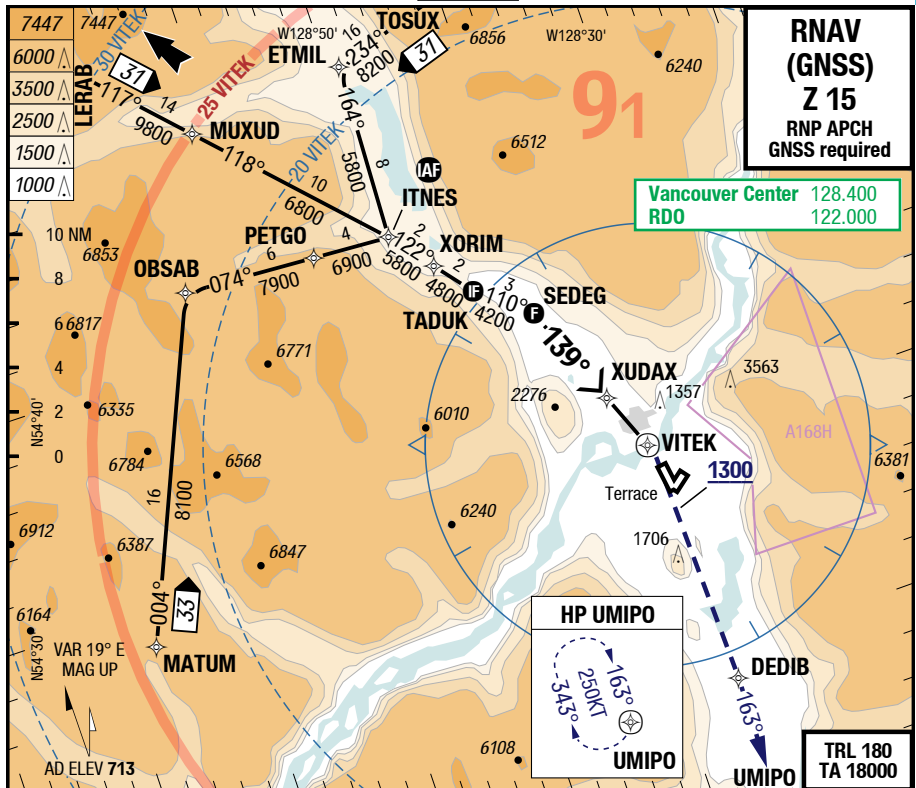 7447
6000
3500
2500
1500
1000
7447
30 VITEK
LERAB
31
117°
14
9800
25 VITEK
MUXUD
118°
10
6800
20 VITEK
W128°50'
ETMIL
16
TOSUX
234°
8200
31
6856
W128°30'
6240
91
6512
164°
5800
8
IAF
ITNES
RNAV
(GNSS)
Z 15
RNP APCH
GNSS required
Vancouver Center 128.400
RDO 122.000
10 NM
8
6
4
2
0
N54°40'
N54°30'
6853
OBSAB
PETGO
074°
6
7900
4
6900
122°
2
5800
XORIM
2
4800
IF
TADUK
110°
3
4200
F
SEDEG
139°
XUDAX
6817
6771
6335
6784
6568
6010
2276
1357
3563
A168H
6381
VITEK
1300
Terrace
16
8100
6912
6387
6847
6240
1706
6164
004°
33
MATUM
VAR 19° E
MAG UP
AD ELEV 713
HP UMIPO
163°
250KT
343°
UMIPO
6108
DEDIB
163°
UMIPO
TRL 180
TA 18000